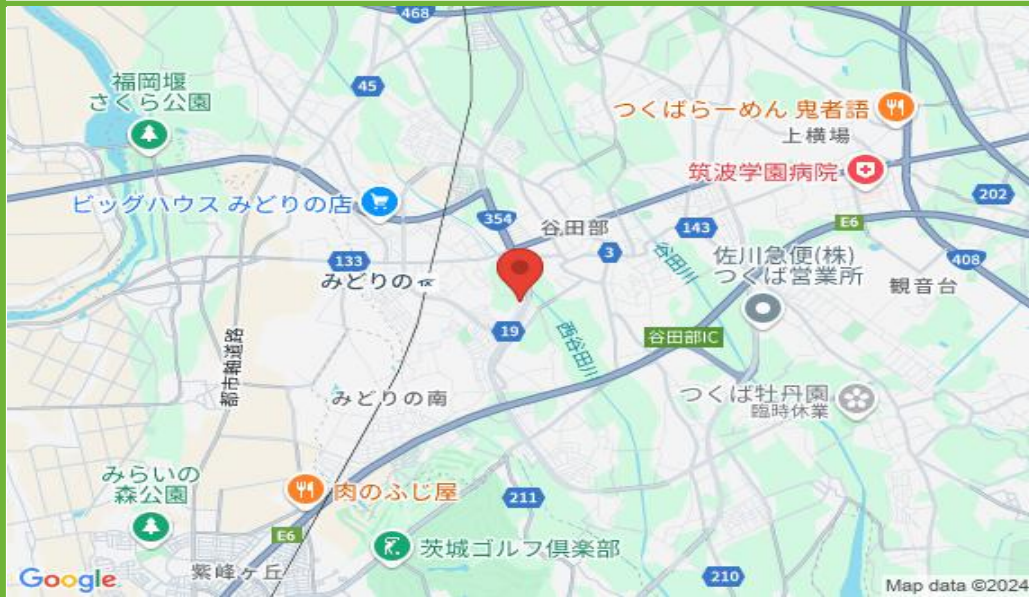 468
福岡堰
さくら公園
45
つくばらーめん 鬼者語
上横場
筑波学園病院
202
ビッグハウス みどりの店
354
谷田部
143
E6
133
3
谷田川
佐川急便(株)
つくば営業所
408
みどりの
観音台
19
西谷田川
谷田部IC
都市軸道路
みどりの南
つくば牡丹園
臨時休業
みらいの
森公園
肉のふじ屋
211
E6
茨城ゴルフ倶楽部
紫峰ヶ丘
210
Google
Map data ©2024